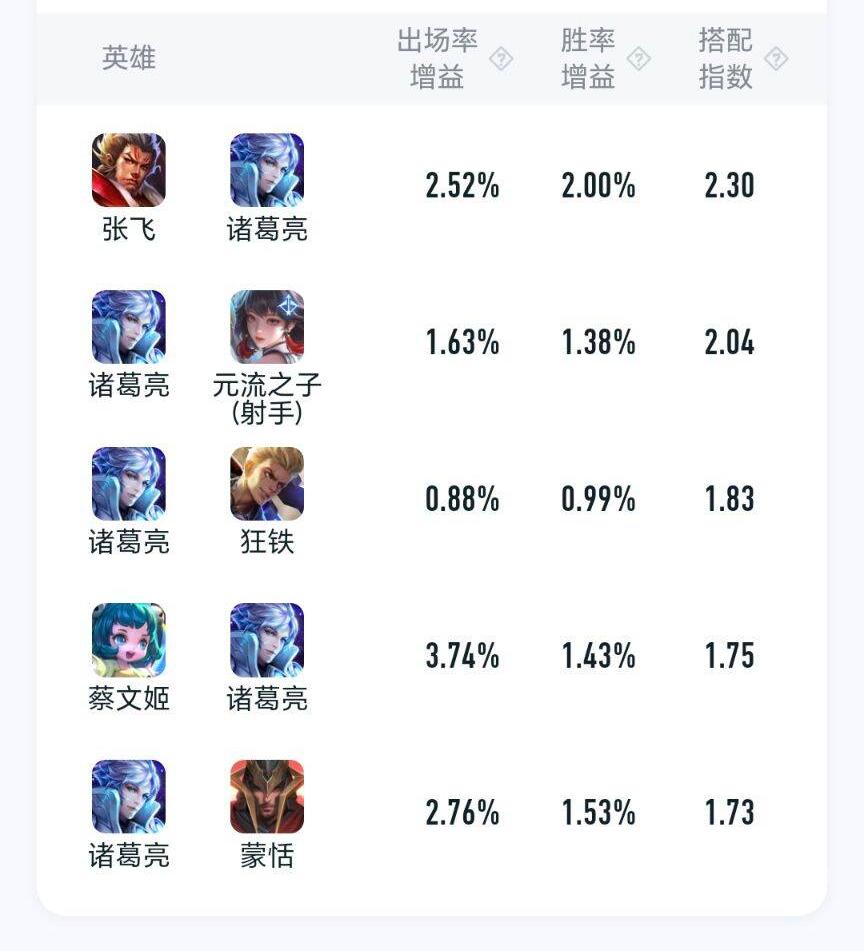 英雄 出场率增益 ? 胜率增益 ? 搭配指数 ?
张飞 诸葛亮 2.52% 2.00% 2.30
诸葛亮 元流之子(射手) 1.63% 1.38% 2.04
诸葛亮 狂铁 0.88% 0.99% 1.83
蔡文姬 诸葛亮 3.74% 1.43% 1.75
诸葛亮 蒙恬 2.76% 1.53% 1.73